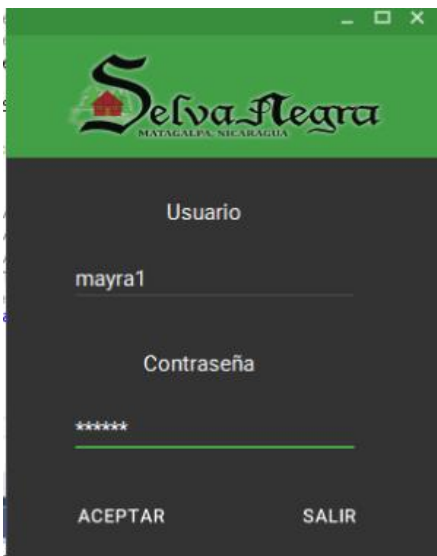 Selva Negra
MATAGALPA, NICARAGUA
Usuario
mayra1
Contraseña
******
ACEPTAR SALIR